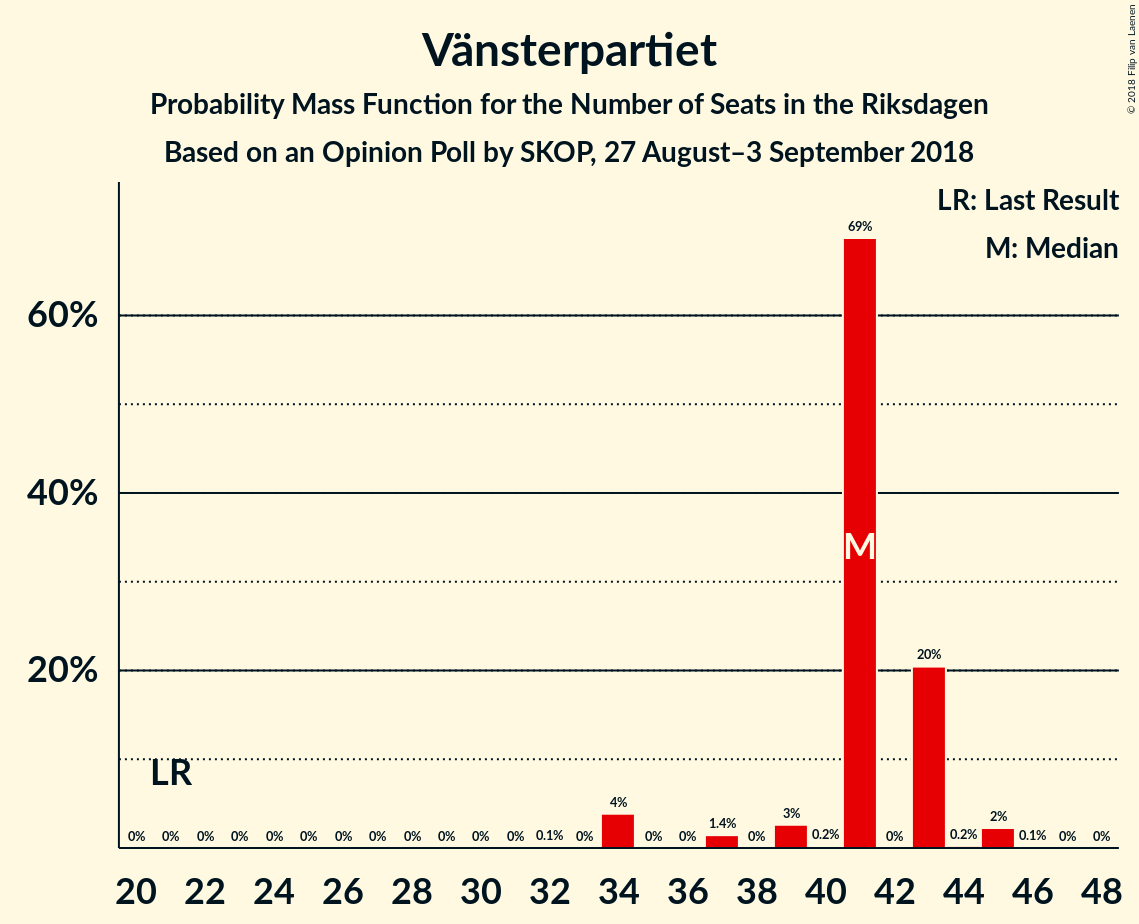 © 2018 Filip van Laenen
Vänsterpartiet
Probability Mass Function for the Number of Seats in the Riksdagen
Based on an Opinion Poll by SKOP, 27 August–3 September 2018
LR: Last Result
M: Median
69%
60%
40%
M
20%
20%
LR
0% 0% 0% 0% 0% 0% 0% 0% 0% 0% 0% 0% 0.1% 0% 4% 0% 0% 1.4% 0% 3% 0.2% 0% 0.2% 2% 0.1% 0% 0%
20 22 24 26 28 30 32 34 36 38 40 42 44 46 48